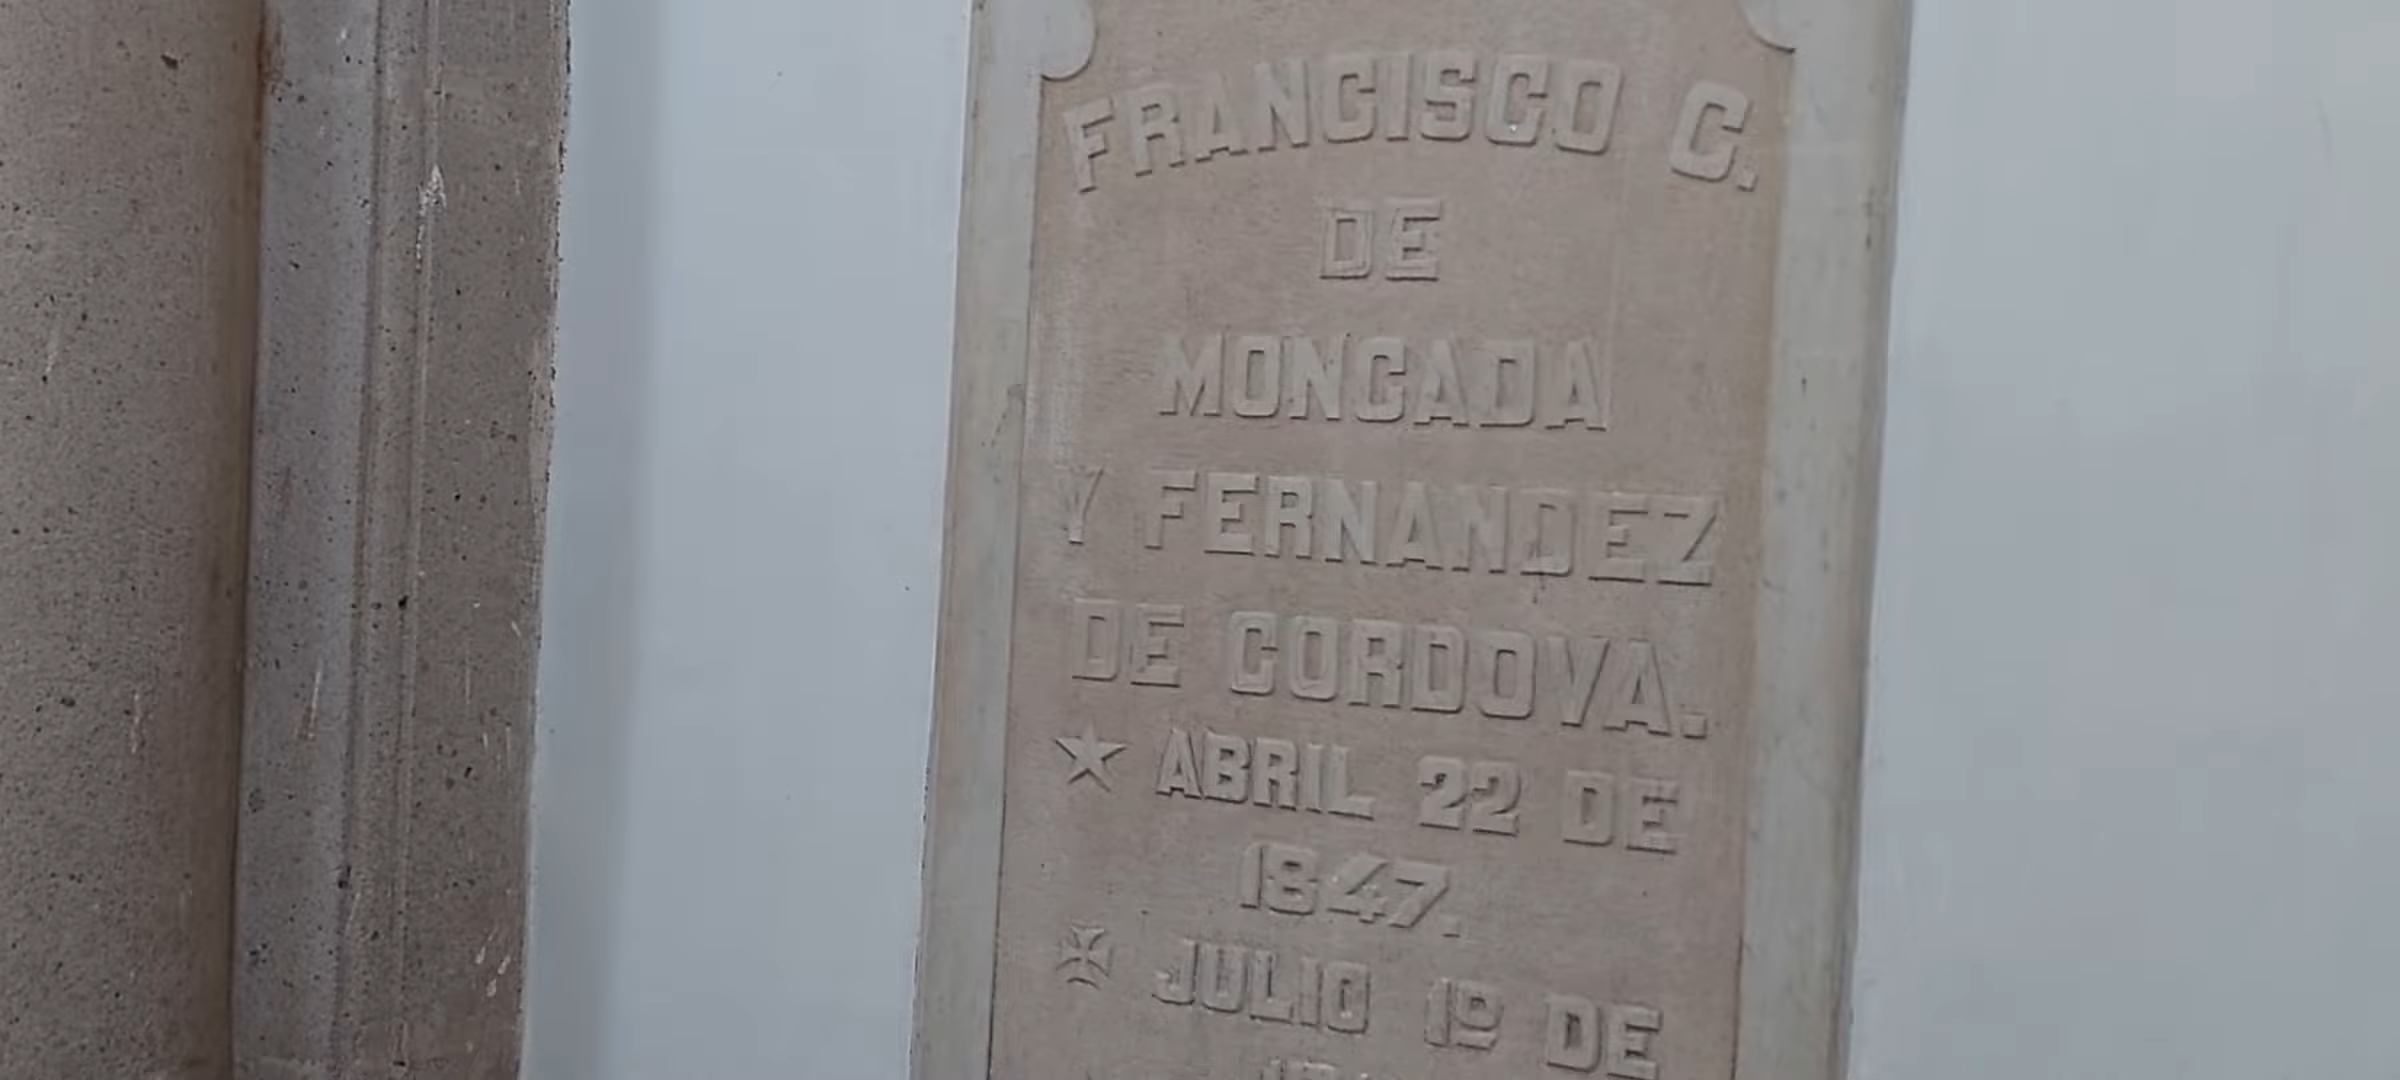 FRANCISCO C.
DE
MONCADA
Y FERNANDEZ
DE CORDOVA.
★ ABRIL 22 DE
1847.
✠ JULIO 1º DE